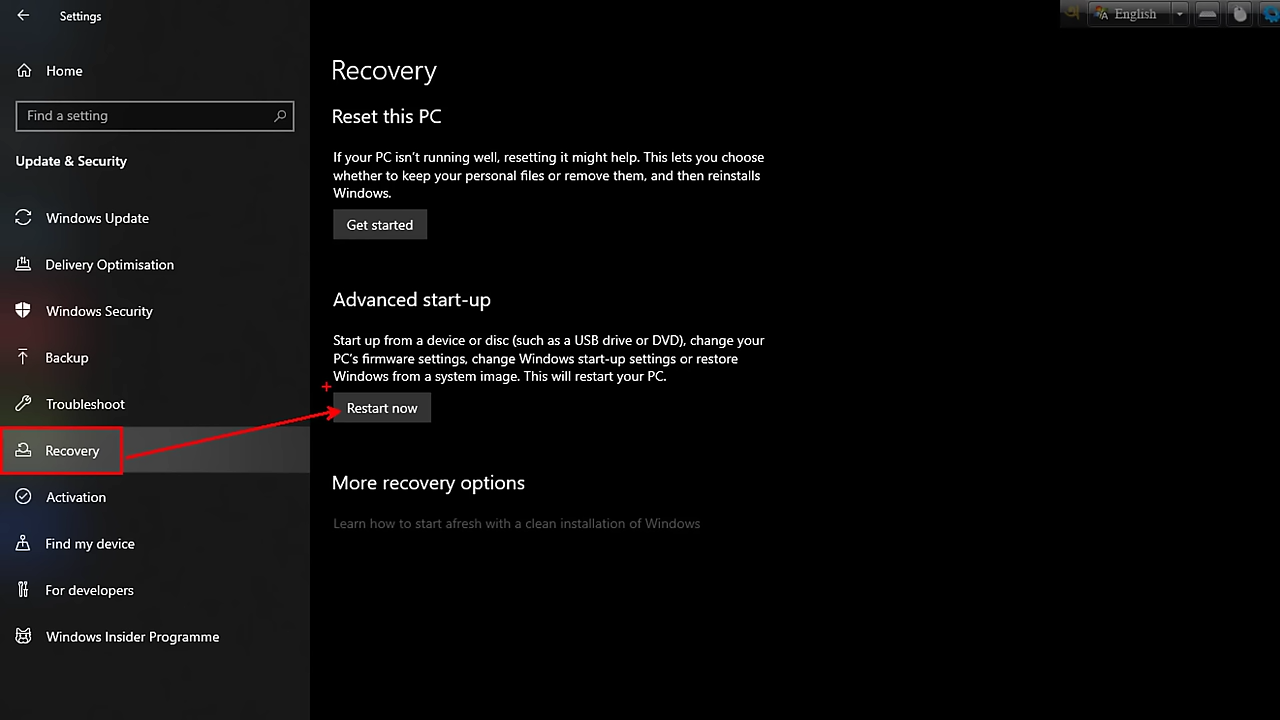 Settings
English
Home
Find a setting
Update & Security
Windows Update
Delivery Optimisation
Windows Security
Backup
Troubleshoot
Recovery
Activation
Find my device
For developers
Windows Insider Programme
Recovery
Reset this PC
If your PC isn't running well, resetting it might help. This lets you choose
whether to keep your personal files or remove them, and then reinstalls
Windows.
Get started
Advanced start-up
Start up from a device or disc (such as a USB drive or DVD), change your
PC's firmware settings, change Windows start-up settings or restore
Windows from a system image. This will restart your PC.
Restart now
More recovery options
Learn how to start afresh with a clean installation of Windows